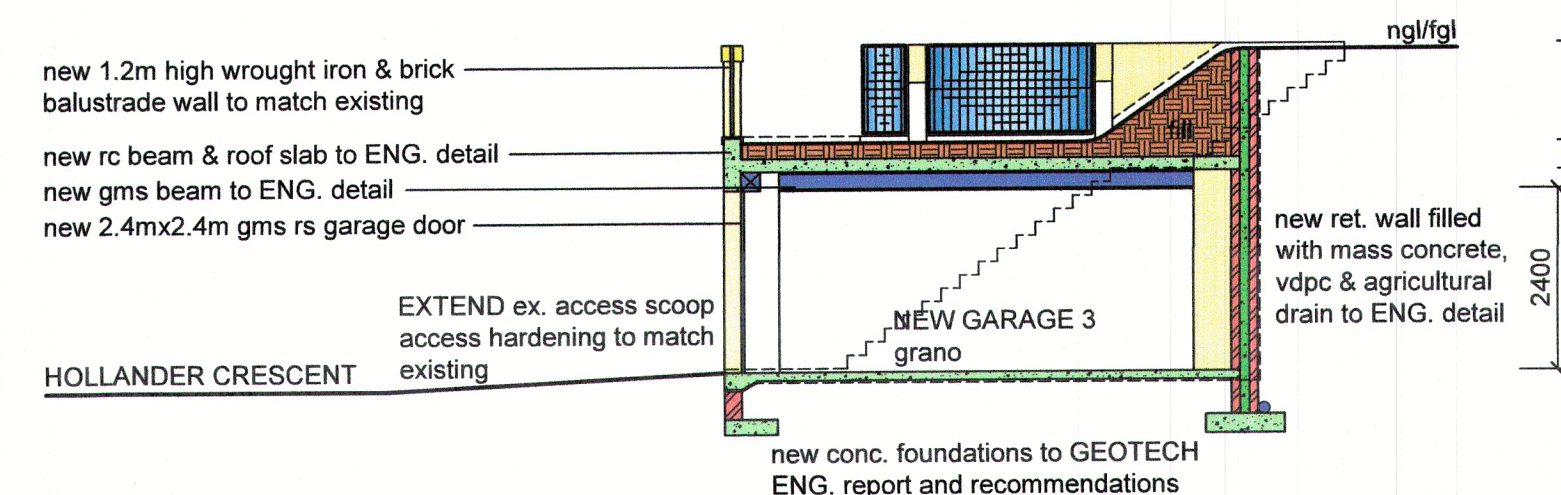 ngl/fgl
new 1.2m high wrought iron & brick
balustrade wall to match existing
new rc beam & roof slab to ENG. detail
new gms beam to ENG. detail
new 2.4mx2.4m gms rs garage door
fill
new ret. wall filled
with mass concrete,
vdpc & agricultural
drain to ENG. detail
2400
EXTEND ex. access scoop
access hardening to match
existing
NEW GARAGE 3
grano
HOLLANDER CRESCENT
new conc. foundations to GEOTECH
ENG. report and recommendations